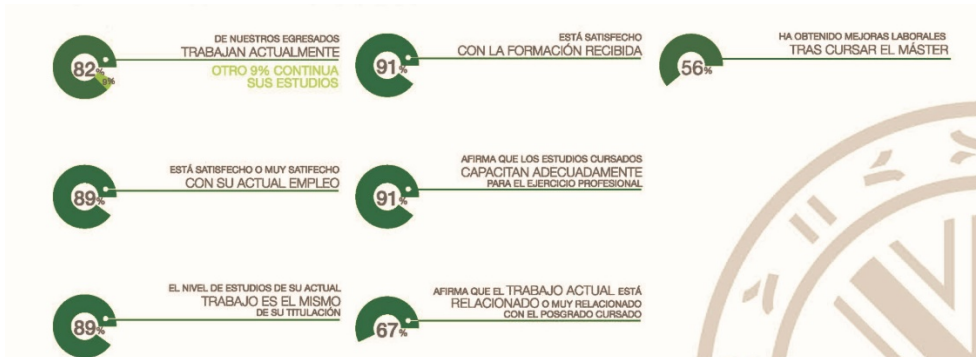 82%
9%
DE NUESTROS EGRESADOS
TRABAJAN ACTUALMENTE
OTRO 9% CONTINUA
SUS ESTUDIOS
91%
ESTÁ SATISFECHO
CON LA FORMACIÓN RECIBIDA
56%
HA OBTENIDO MEJORAS LABORALES
TRAS CURSAR EL MÁSTER
89%
ESTÁ SATISFECHO O MUY SATIFECHO
CON SU ACTUAL EMPLEO
91%
AFIRMA QUE LOS ESTUDIOS CURSADOS
CAPACITAN ADECUADAMENTE
PARA EL EJERCICIO PROFESIONAL
89%
EL NIVEL DE ESTUDIOS DE SU ACTUAL
TRABAJO ES EL MISMO
DE SU TITULACIÓN
67%
AFIRMA QUE EL TRABAJO ACTUAL ESTÁ
RELACIONADO O MUY RELACIONADO
CON EL POSGRADO CURSADO